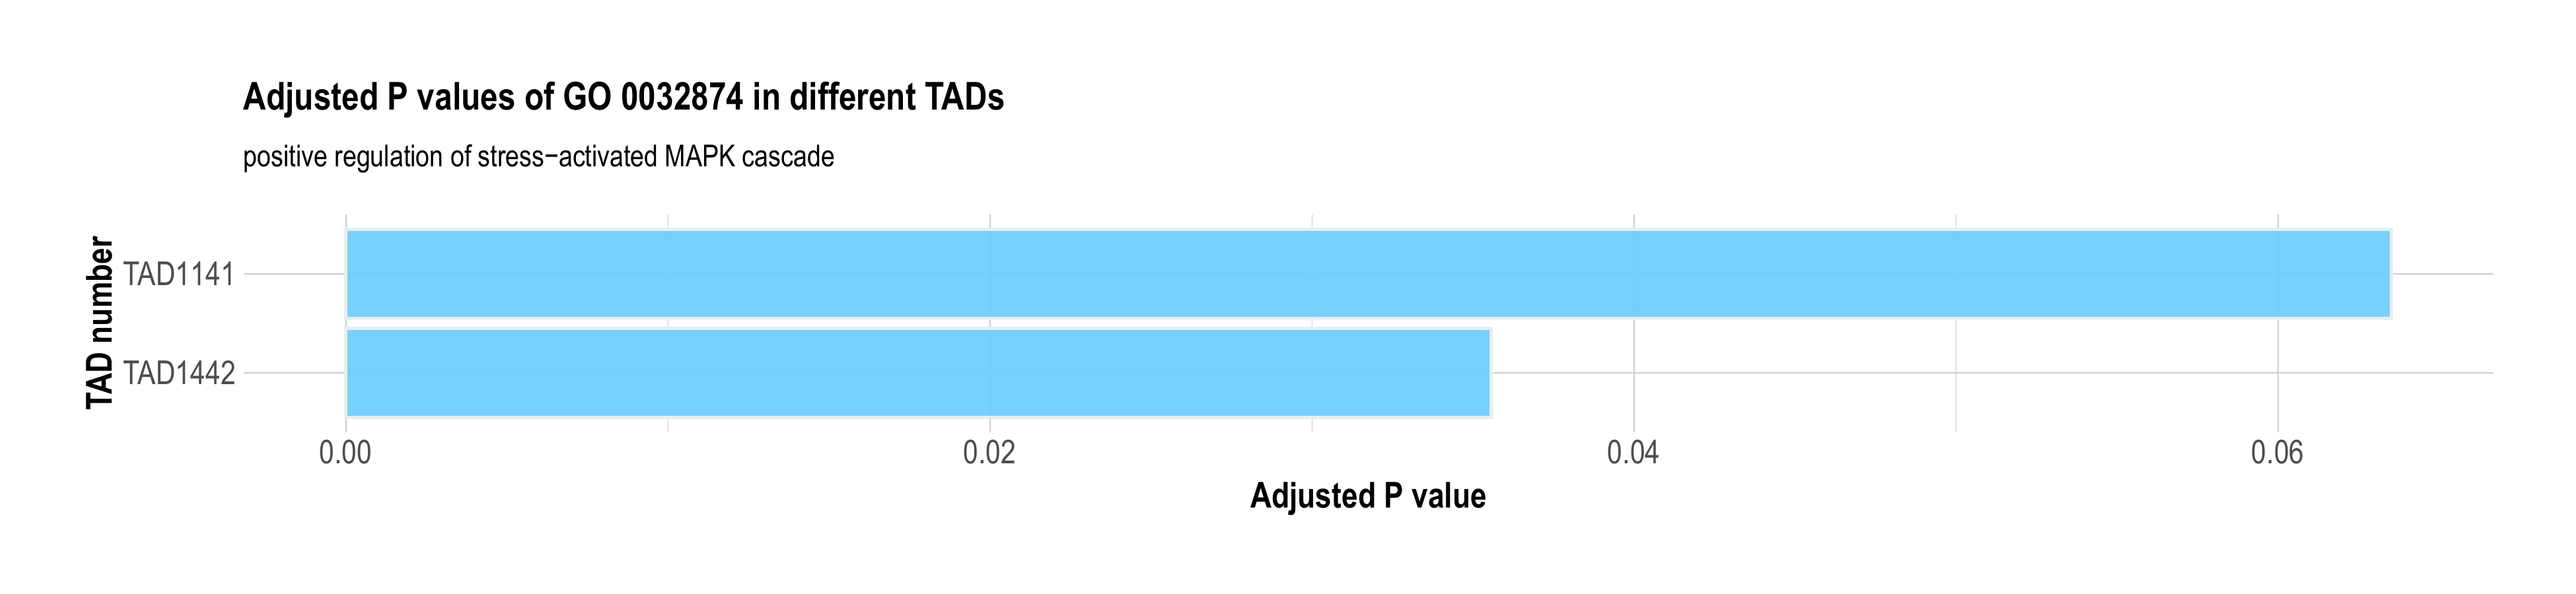 Adjusted P values of GO 0032874 in different TADs
positive regulation of stress−activated MAPK cascade
TAD number
TAD1141
TAD1442
0.00 0.02 0.04 0.06
Adjusted P value